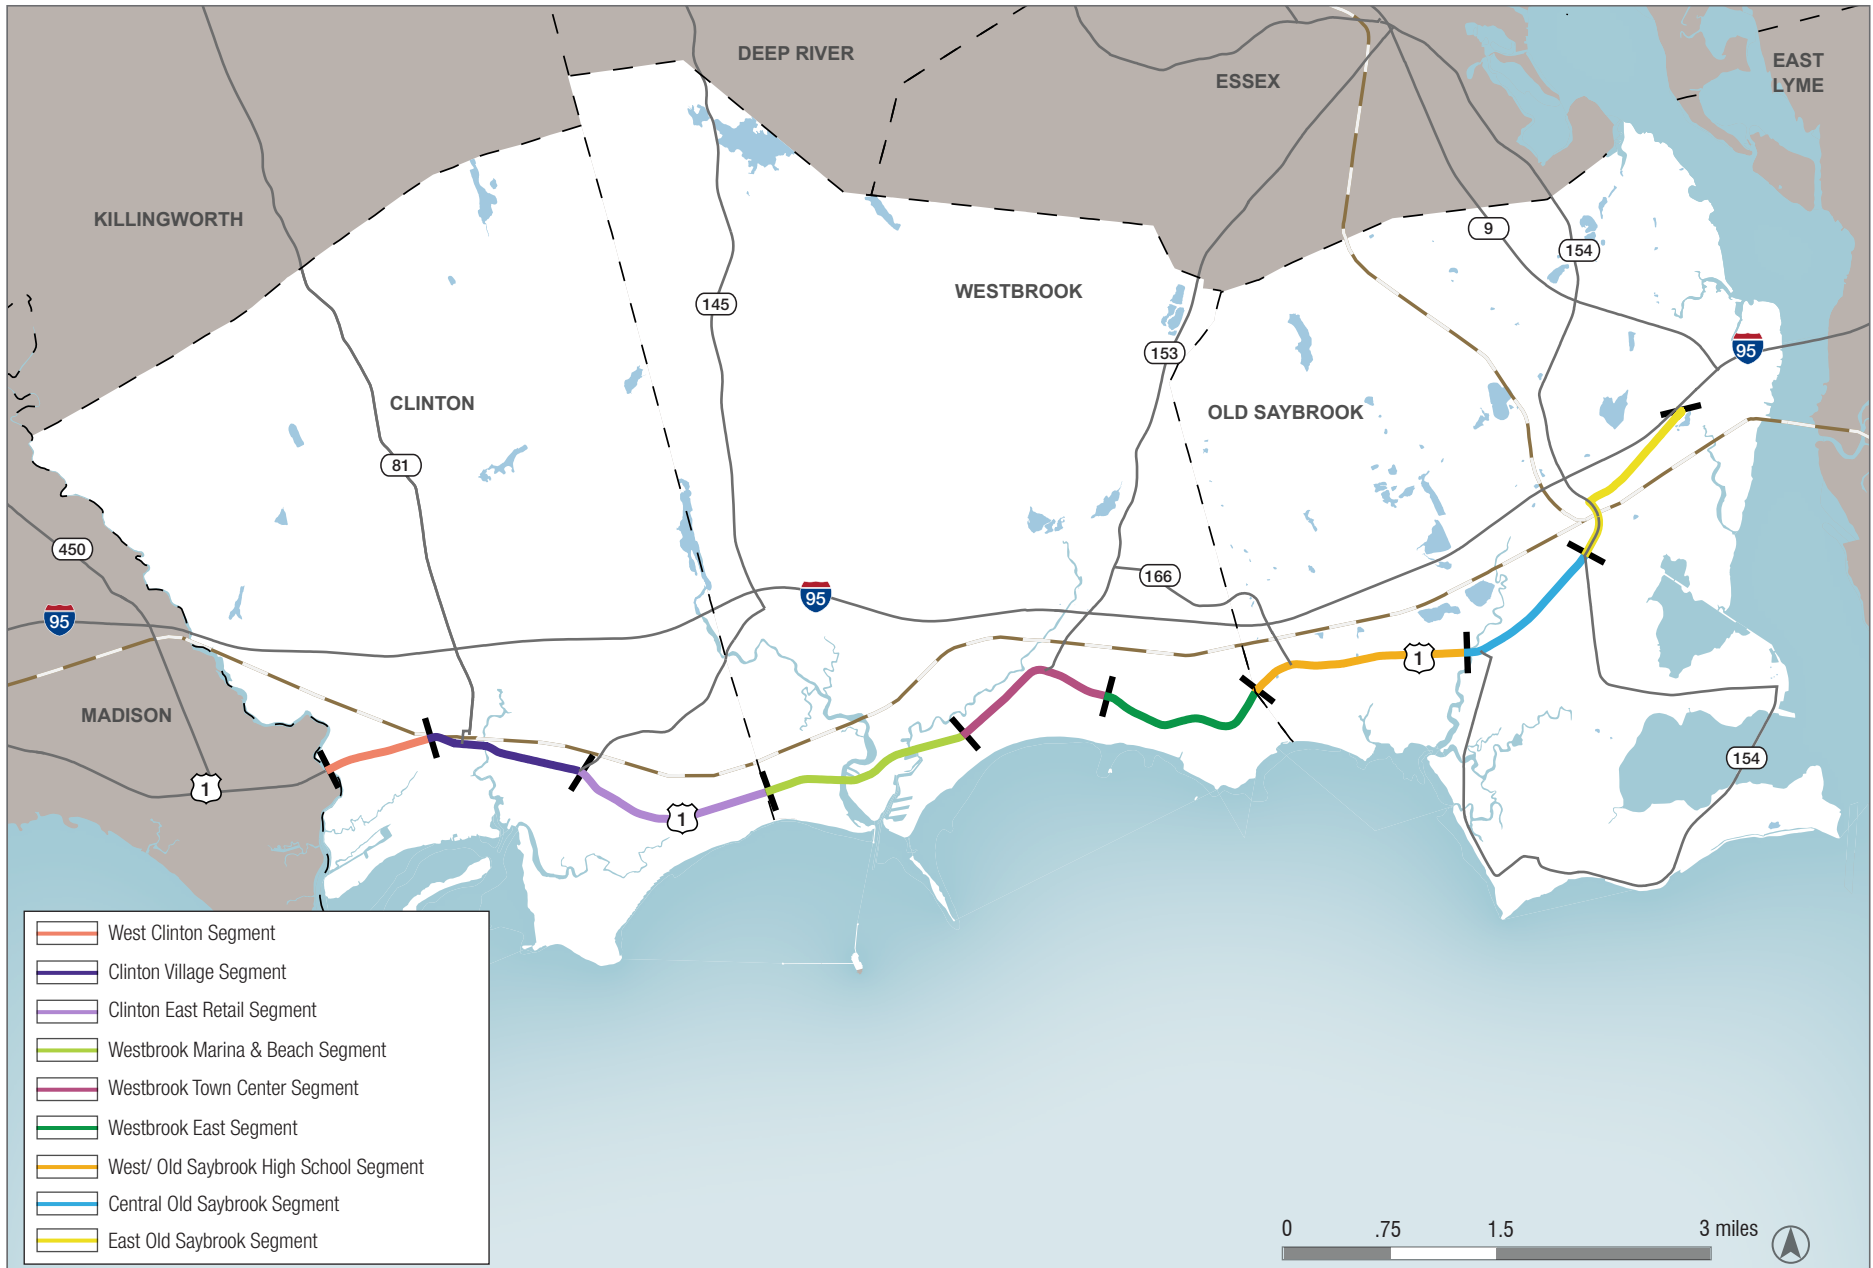 DEEP RIVER
ESSEX
EAST
LYME
KILLINGWORTH
9
154
WESTBROOK
145
95
153
CLINTON
OLD SAYBROOK
81
450
166
95
95
1
MADISON
1
1
154
West Clinton Segment
Clinton Village Segment
Clinton East Retail Segment
Westbrook Marina & Beach Segment
Westbrook Town Center Segment
Westbrook East Segment
West/ Old Saybrook High School Segment
Central Old Saybrook Segment
East Old Saybrook Segment
0 .75 1.5 3 miles